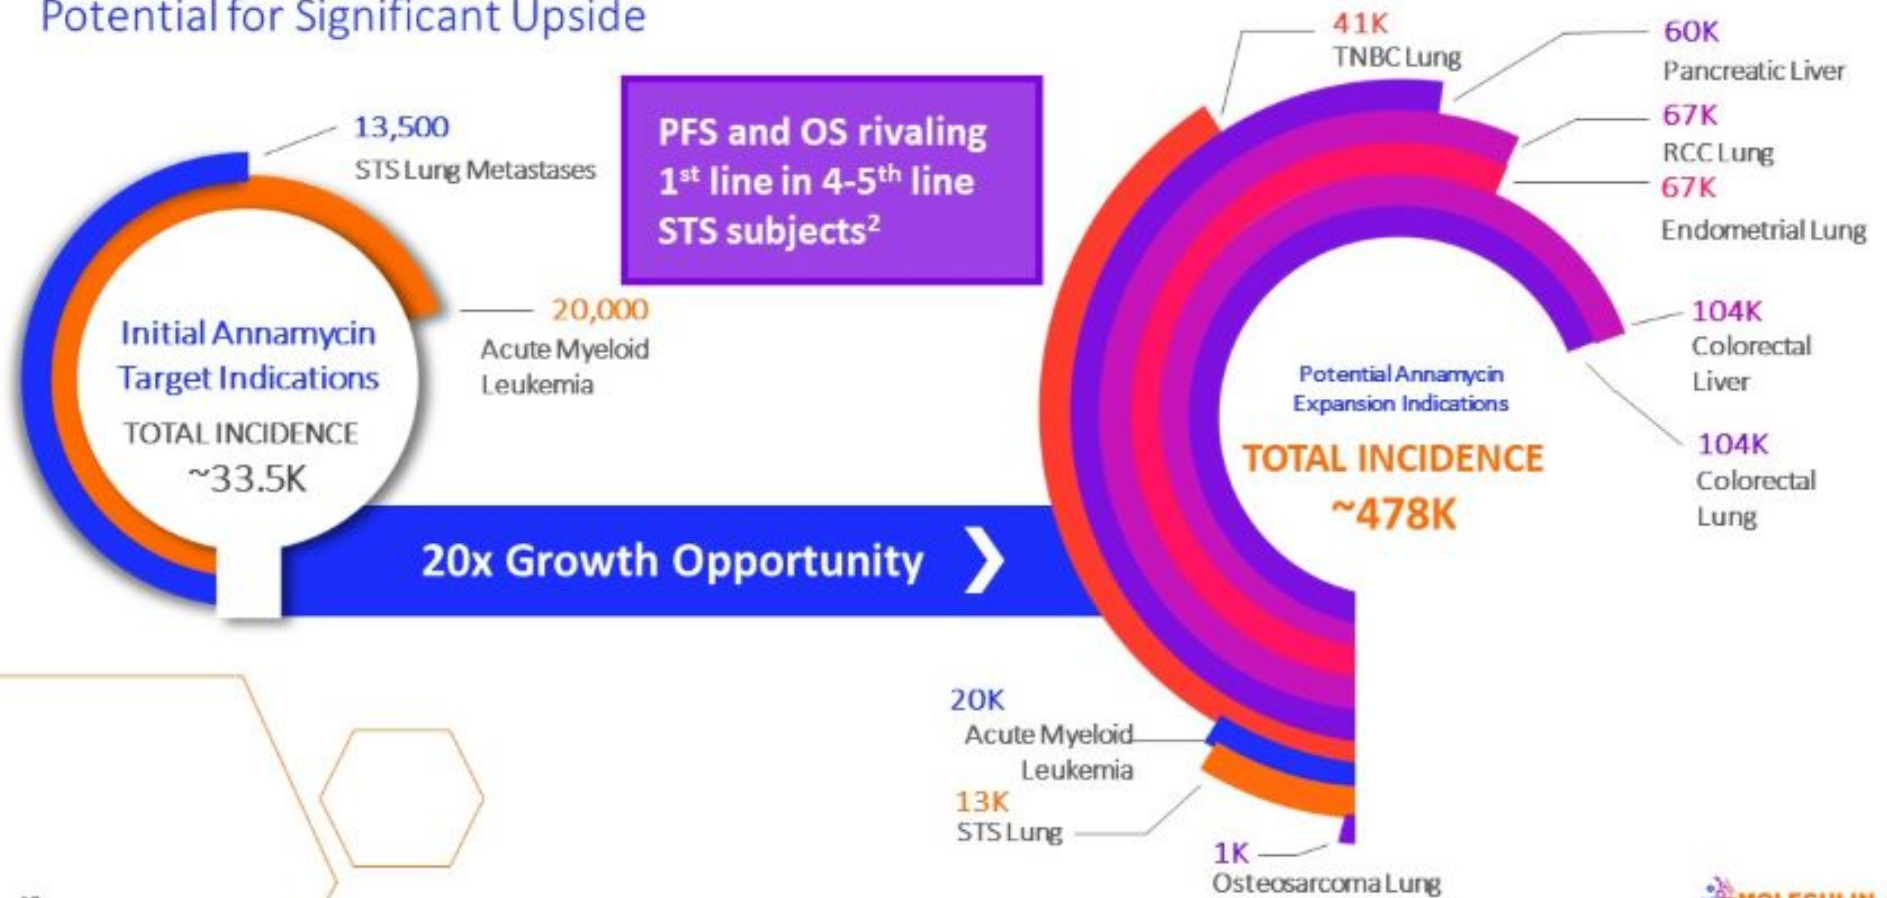 Potential for Significant Upside
13,500
STS Lung Metastases
20,000
Acute Myeloid
Leukemia
Initial Annamycin
Target Indications
TOTAL INCIDENCE
~33.5K
PFS and OS rivaling
1st line in 4-5th line
STS subjects2
20x Growth Opportunity
41K
TNBC Lung
60K
Pancreatic Liver
67K
RCC Lung
67K
Endometrial Lung
104K
Colorectal
Liver
104K
Colorectal
Lung
Potential Annamycin
Expansion Indications
TOTAL INCIDENCE
~478K
20K
Acute Myeloid
Leukemia
13K
STS Lung
1K
Osteosarcoma Lung
MOLECULIN